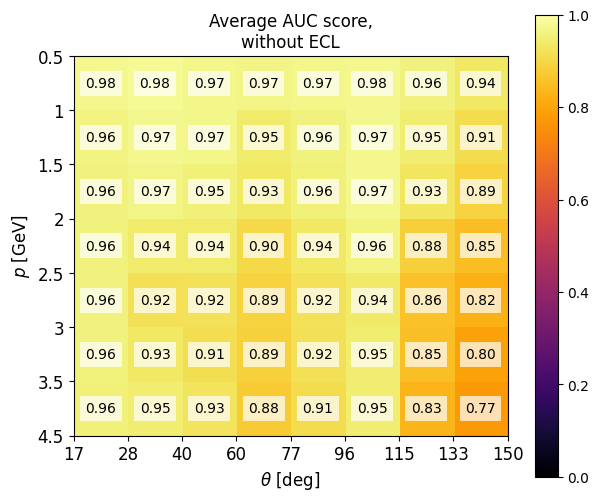 Average AUC score,
without ECL
0.5
0.98 0.98 0.97 0.97 0.97 0.98 0.96 0.94
1
0.96 0.97 0.97 0.95 0.96 0.97 0.95 0.91
1.5
0.96 0.97 0.95 0.93 0.96 0.97 0.93 0.89
2
0.96 0.94 0.94 0.90 0.94 0.96 0.88 0.85
2.5
0.96 0.92 0.92 0.89 0.92 0.94 0.86 0.82
3
0.96 0.93 0.91 0.89 0.92 0.95 0.85 0.80
3.5
0.96 0.95 0.93 0.88 0.91 0.95 0.83 0.77
4.5
17 28 40 60 77 96 115 133 150
θ [deg]
p [GeV]
1.0
0.8
0.6
0.4
0.2
0.0